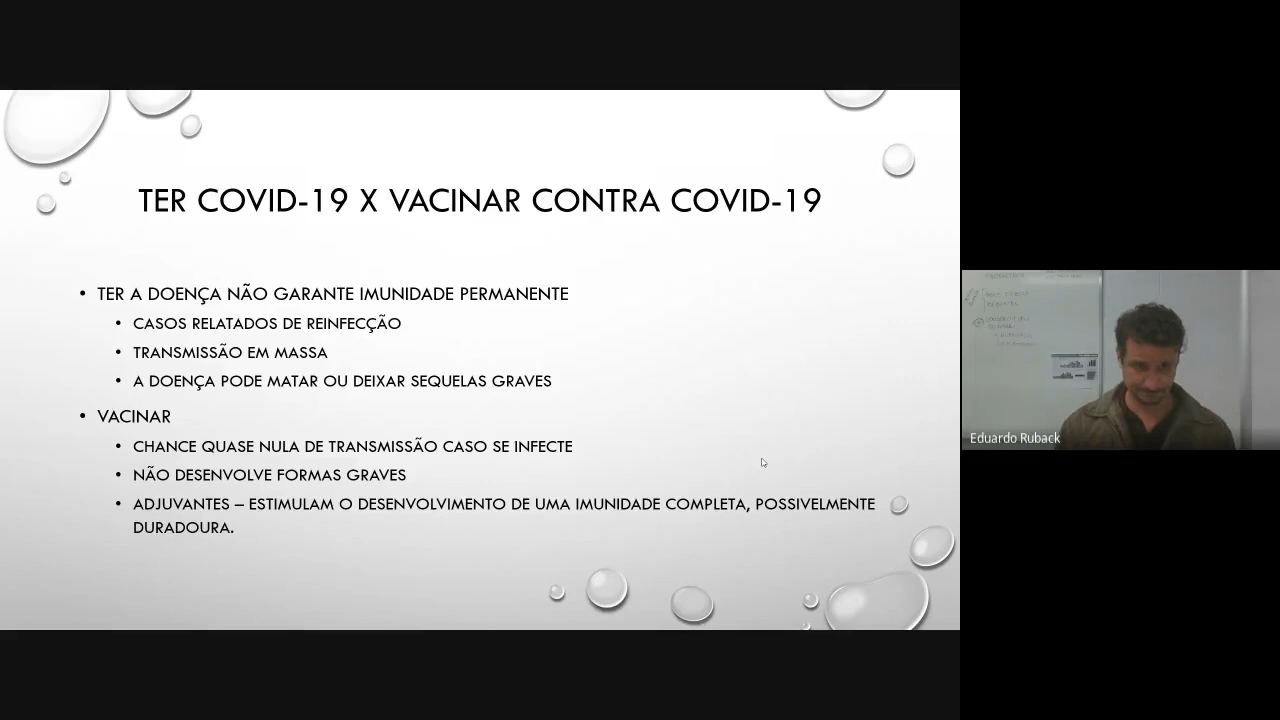 TER COVID-19 X VACINAR CONTRA COVID-19
• TER A DOENÇA NÃO GARANTE IMUNIDADE PERMANENTE
• CASOS RELATADOS DE REINFECÇÃO
• TRANSMISSÃO EM MASSA
• A DOENÇA PODE MATAR OU DEIXAR SEQUELAS GRAVES
• VACINAR
• CHANCE QUASE NULA DE TRANSMISSÃO CASO SE INFECTE
• NÃO DESENVOLVE FORMAS GRAVES
• ADJUVANTES – ESTIMULAM O DESENVOLVIMENTO DE UMA IMUNIDADE COMPLETA, POSSIVELMENTE
DURADOURA.
Eduardo Ruback